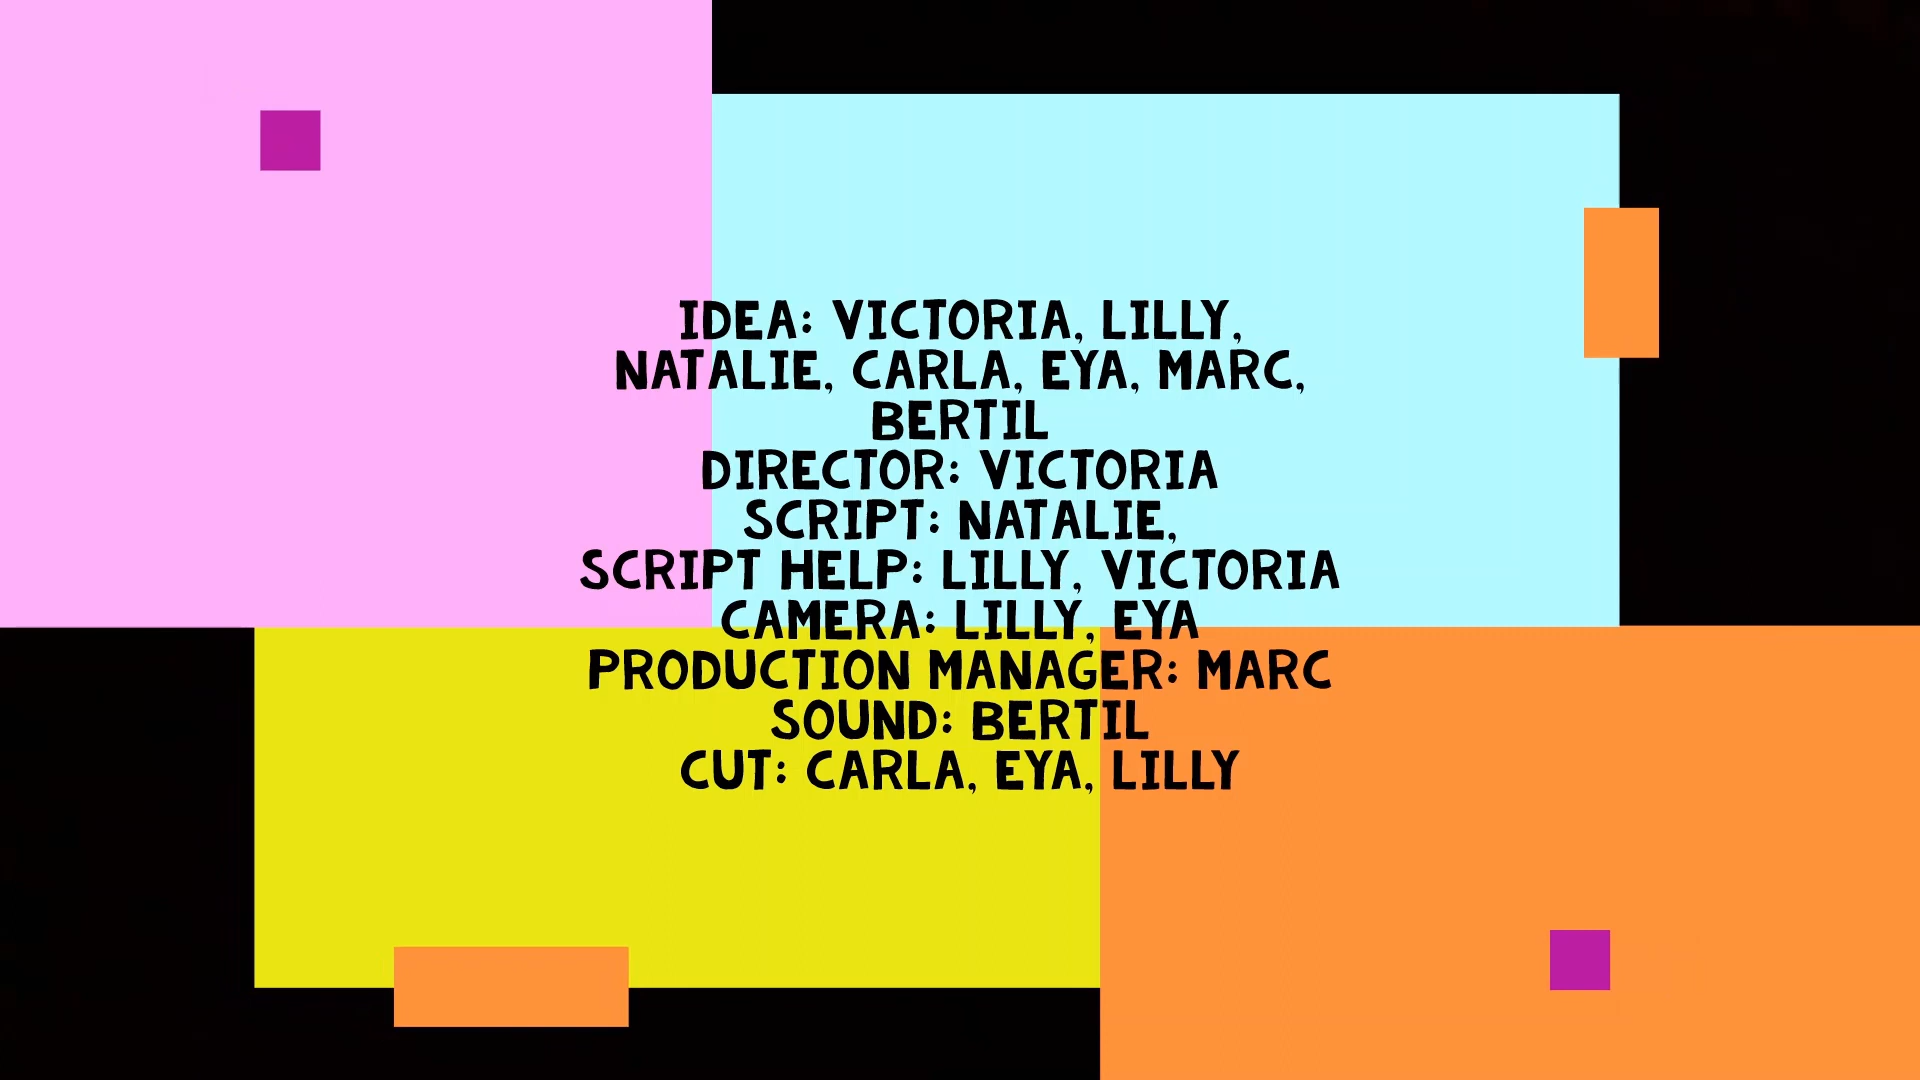 IDEA: VICTORIA, LILLY,
NATALIE, CARLA, EYA, MARC,
BERTIL
DIRECTOR: VICTORIA
SCRIPT: NATALIE,
SCRIPT HELP: LILLY, VICTORIA
CAMERA: LILLY, EYA
PRODUCTION MANAGER: MARC
SOUND: BERTIL
CUT: CARLA, EYA, LILLY